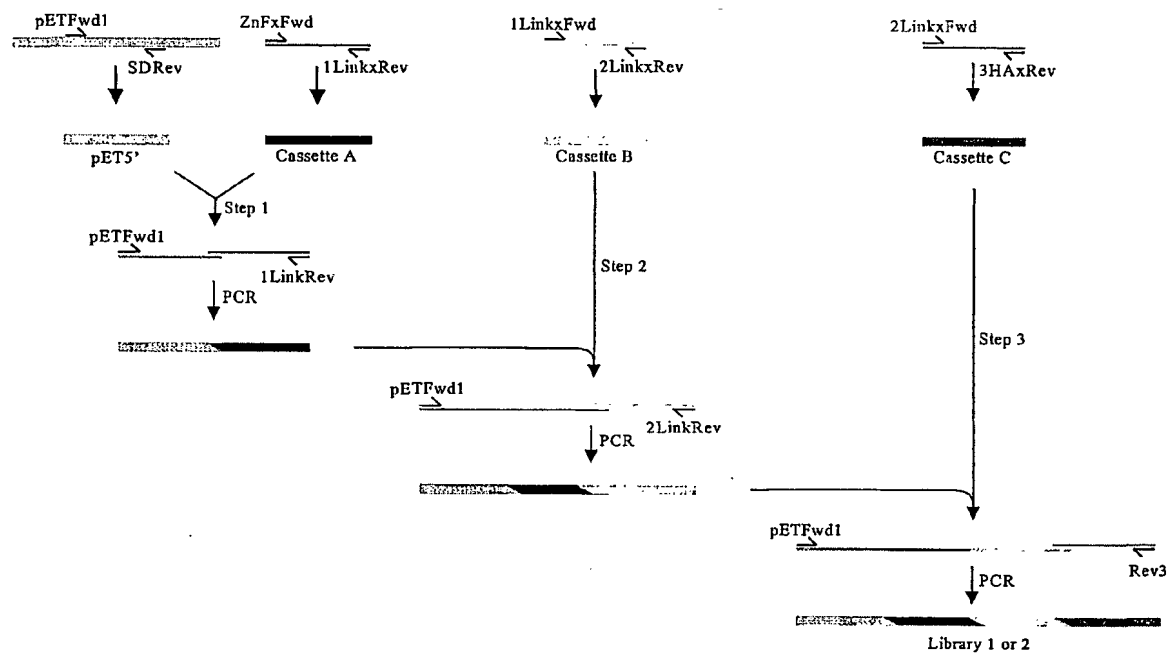 pETFwd1
ZnFxFwd
1LinkxFwd
2LinkxFwd
SDRev
1LinkxRev
2LinkxRev
3HAxRev
pET5'
Cassette A
Cassette B
Cassette C
Step 1
pETFwd1
1LinkRev
Step 2
PCR
Step 3
pETFwd1
2LinkRev
PCR
pETFwd1
Rev3
PCR
Library 1 or 2